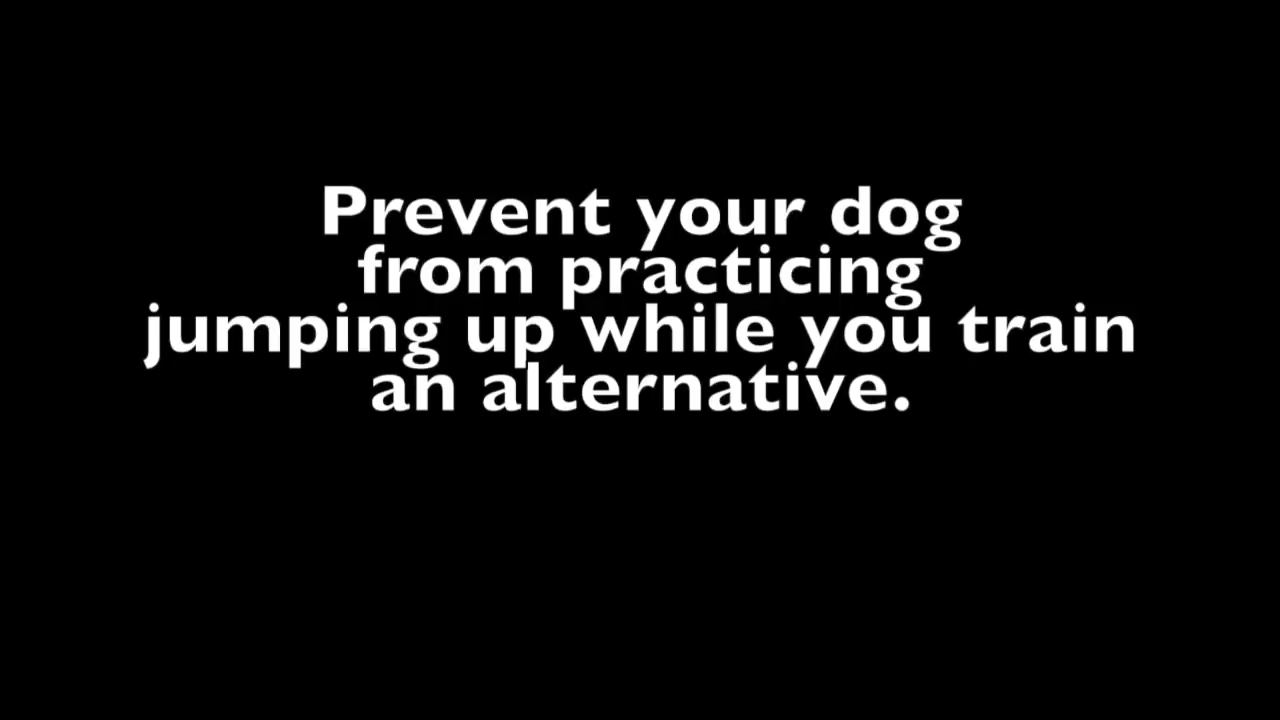 Prevent your dog
from practicing
jumping up while you train
an alternative.